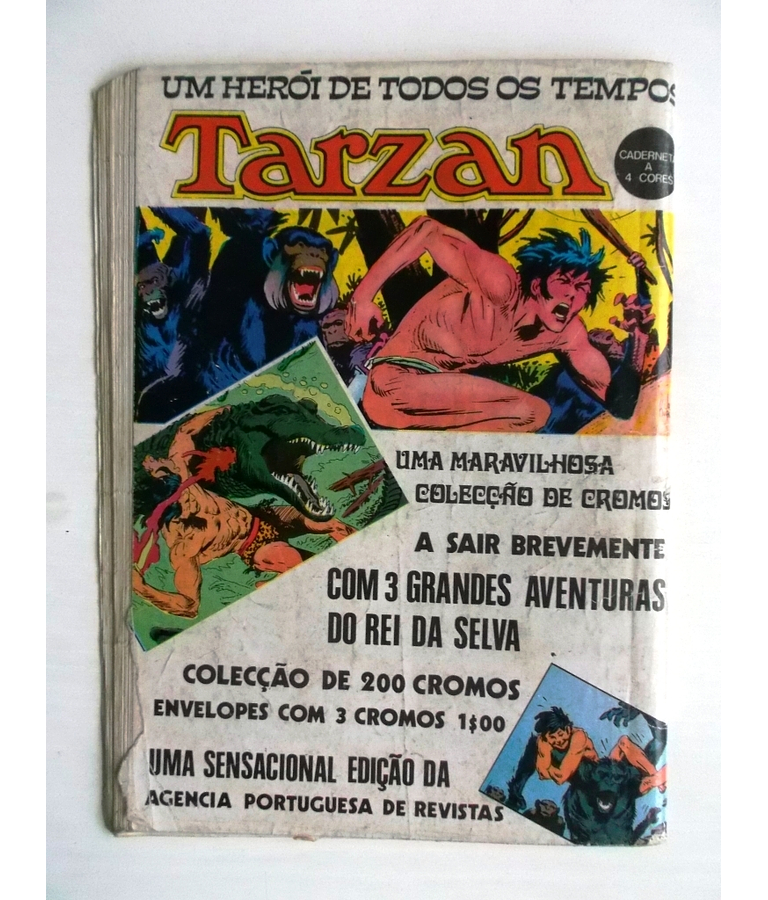 UM HERÓI DE TODOS OS TEMPOS
Tarzan
CADERNETA
A
4 CORES
UMA MARAVILHOSA
COLECÇÃO DE CROMOS
A SAIR BREVEMENTE
COM 3 GRANDES AVENTURAS
DO REI DA SELVA
COLECÇÃO DE 200 CROMOS
ENVELOPES COM 3 CROMOS 1$00
UMA SENSACIONAL EDIÇÃO DA
AGENCIA PORTUGUESA DE REVISTAS